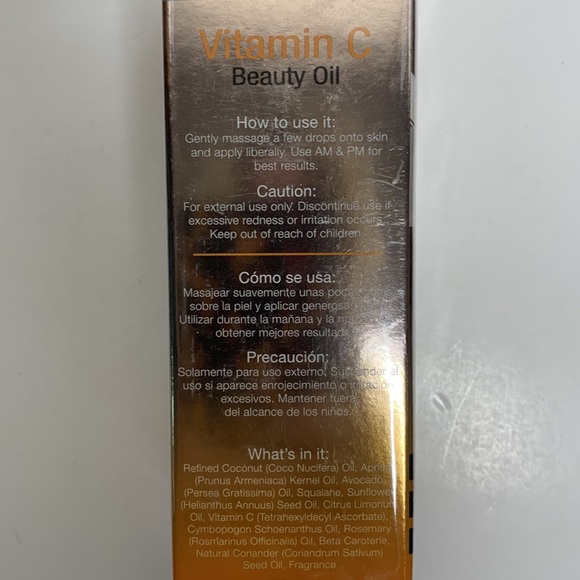 Vitamin C
Beauty Oil
How to use it:
Gently massage a few drops onto skin
and apply liberally. Use AM & PM for
best results.
Caution:
For external use only. Discontinue use if
excessive redness or irritation occurs.
Keep out of reach of children.
Cómo se usa:
Masajear suavemente unas
sobre la piel y aplicar
Utilizar durante la mañana y la
obtener mejores
Precaución:
Solamente para uso externo. Suspender el
uso si aparece enrojecimiento o irritación
excesivos. Mantener fuera
del alcance de los niños.
What's in it:
Refined Coconut (Coco Nucifera) Oil,
(Prunus Armeniaca) Kernel Oil, Avocado
(Persea Gratissima) Oil, Squalane, Sunflower
(Helianthus Annuus) Seed Oil, Citrus Limonum
Oil, Vitamin C (Tetrahexyldecyl Ascorbate),
Cymbopogon Schoenanthus Oil, Rosemary
(Rosmarinus Officinalis) Oil, Beta Carotene,
Natural Coriander (Coriandrum Sativum)
Seed Oil, Fragrance